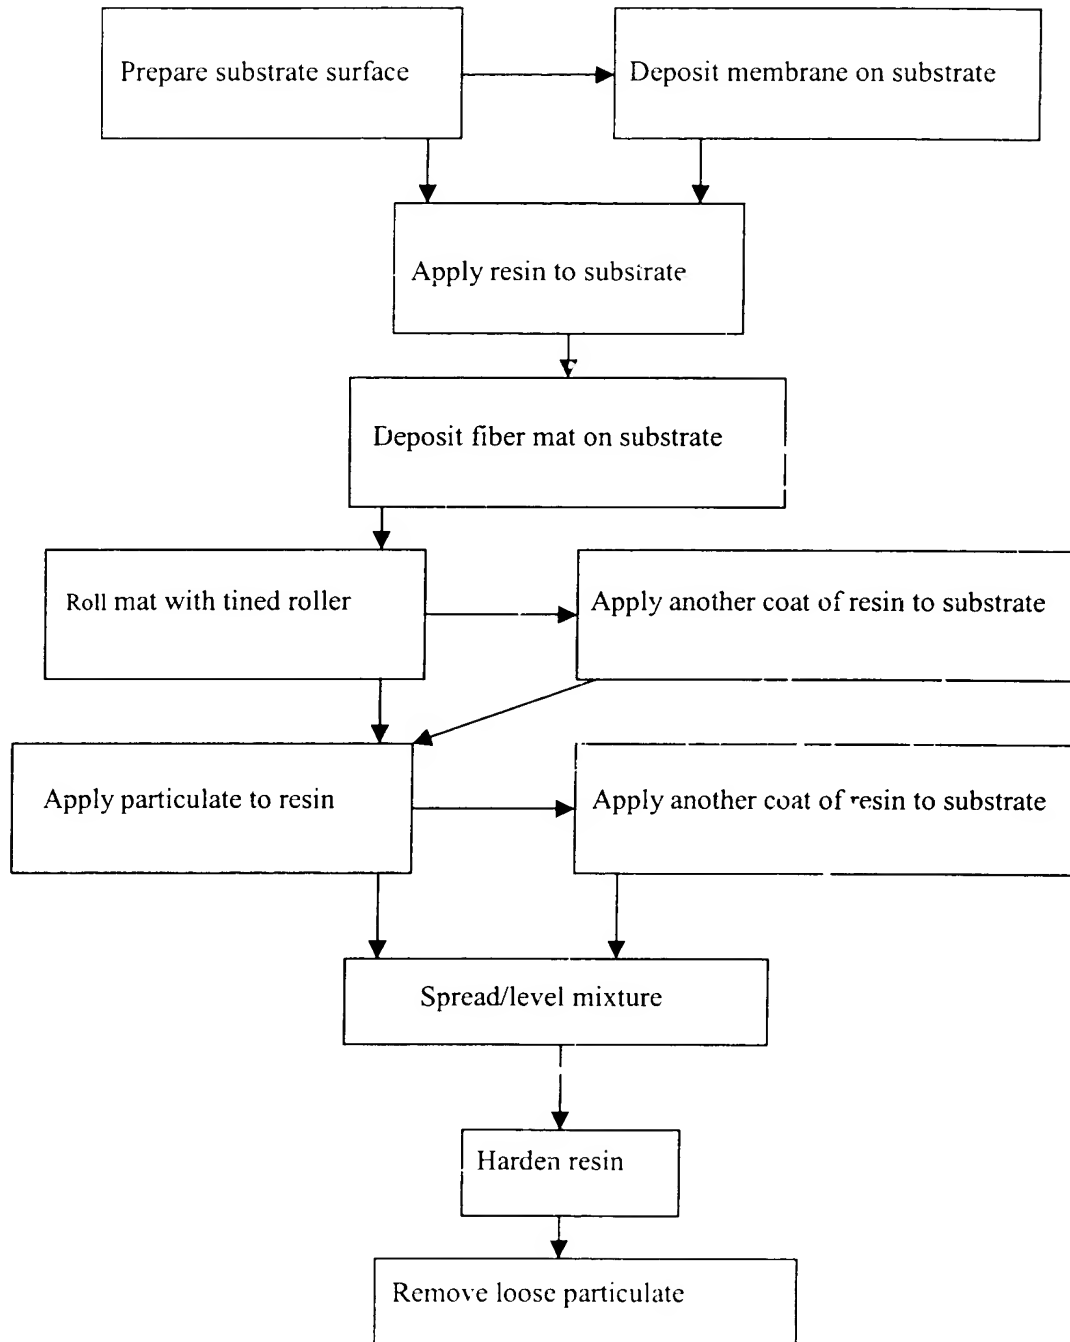 Prepare substrate surface
Deposit membrane on substrate
Apply resin to substrate
Deposit fiber mat on substrate
Roll mat with tined roller
Apply another coat of resin to substrate
Apply particulate to resin
Apply another coat of resin to substrate
Spread/level mixture
Harden resin
Remove loose particulate